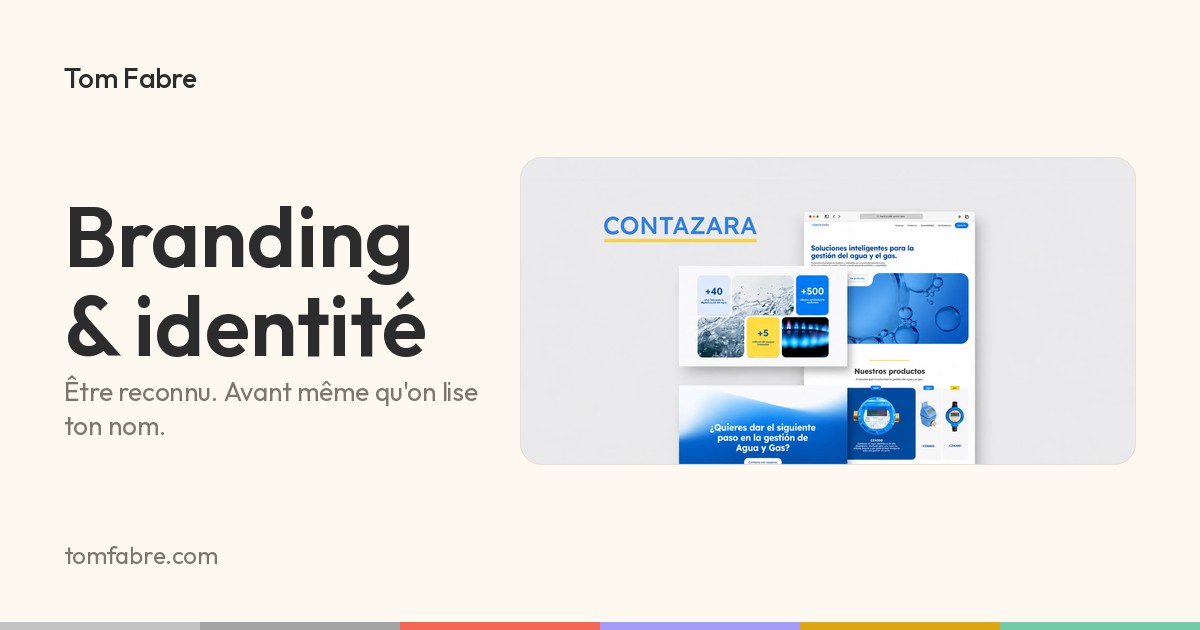 Tom Fabre
Branding
& identité
Être reconnu. Avant même qu'on lise
ton nom.
tomfabre.com
CONTAZARA
Soluciones inteligentes para la
gestión del agua y el gas.
+40
+500
+5
Nuestros productos
¿Quieres dar el siguiente
paso en la gestión de
Agua y Gas?